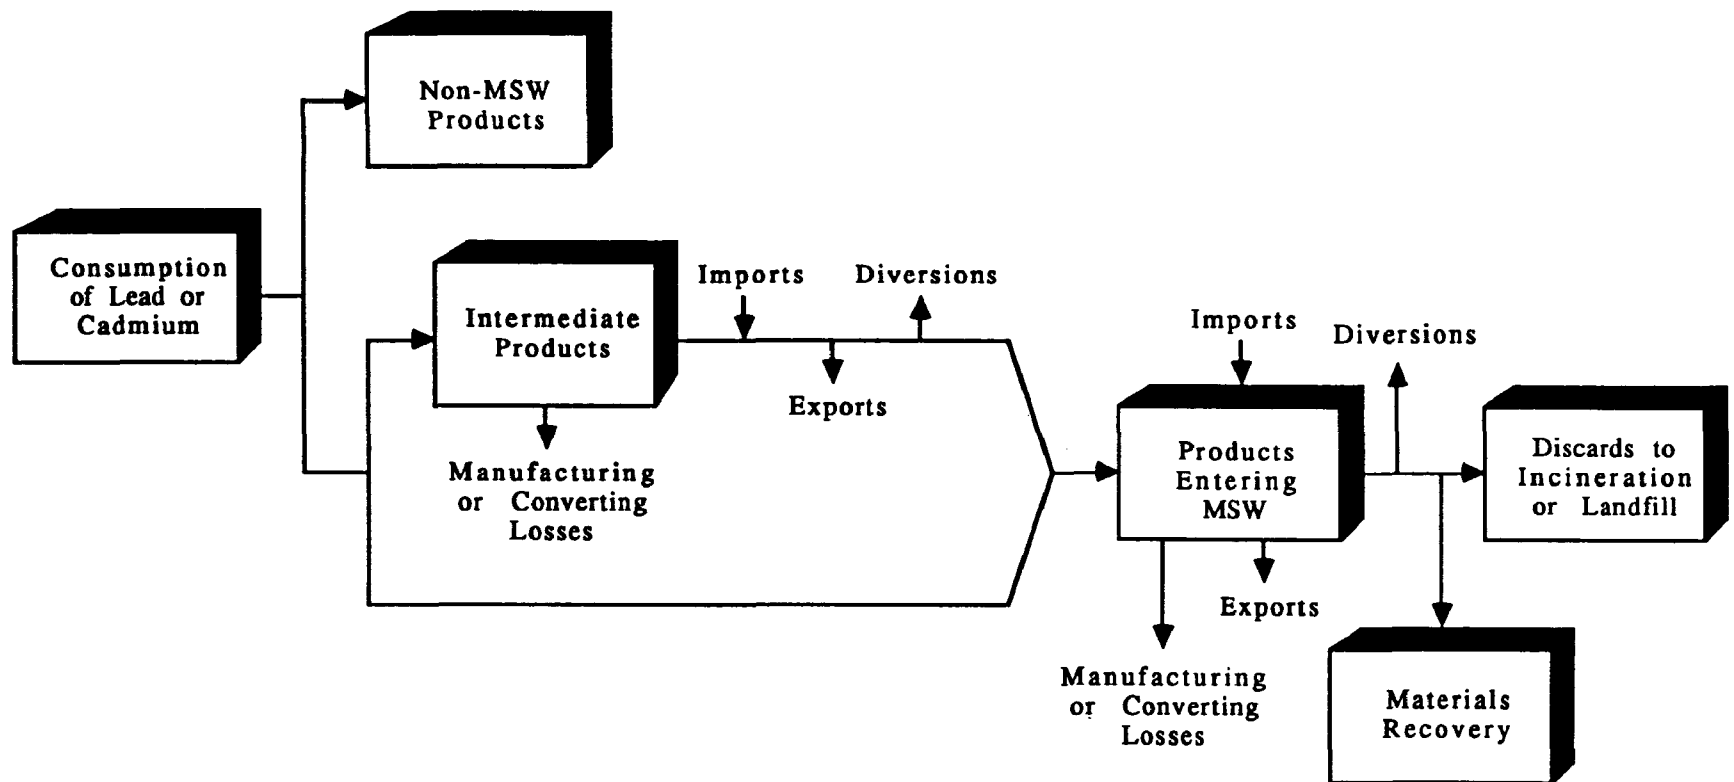 Non-MSW
Products
Consumption
of Lead or
Cadmium
Intermediate
Products
Imports
Diversions
Exports
Manufacturing
or Converting
Losses
Imports
Diversions
Products
Entering
MSW
Discards to
Incineration
or Landfill
Exports
Manufacturing
or Converting
Losses
Materials
Recovery